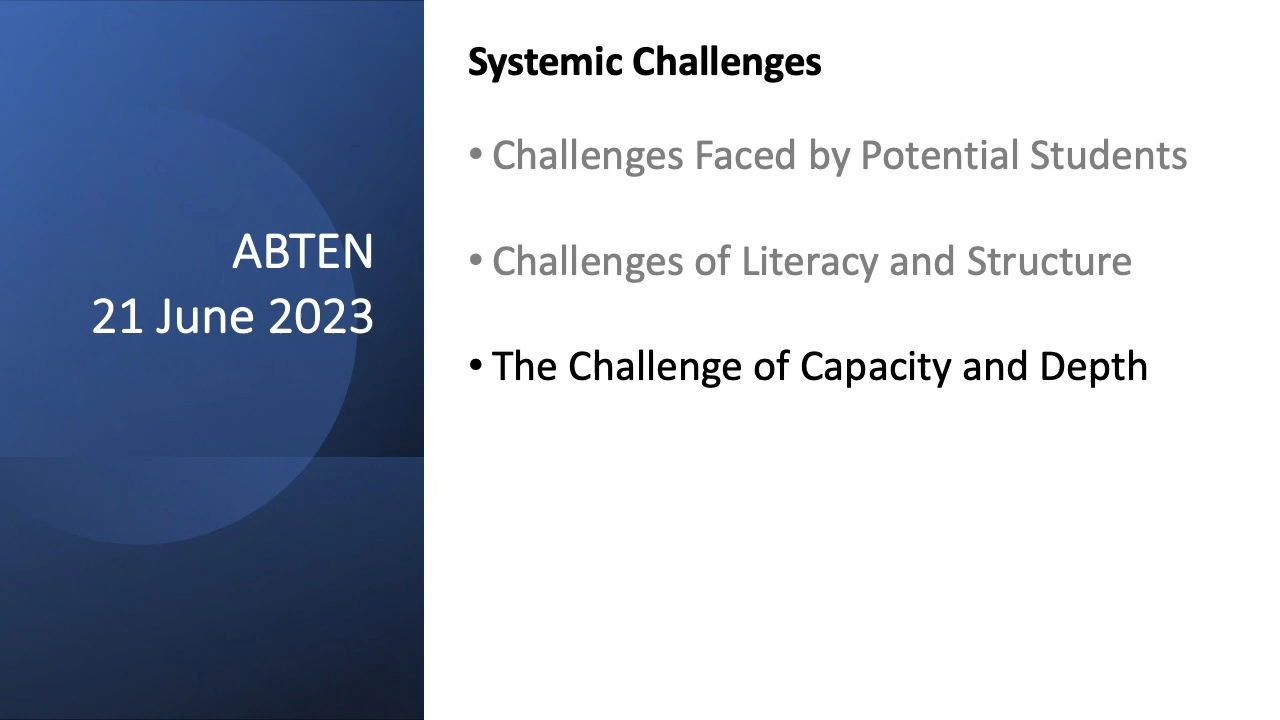 ABTEN
21 June 2023
Systemic Challenges
• Challenges Faced by Potential Students
• Challenges of Literacy and Structure
• The Challenge of Capacity and Depth